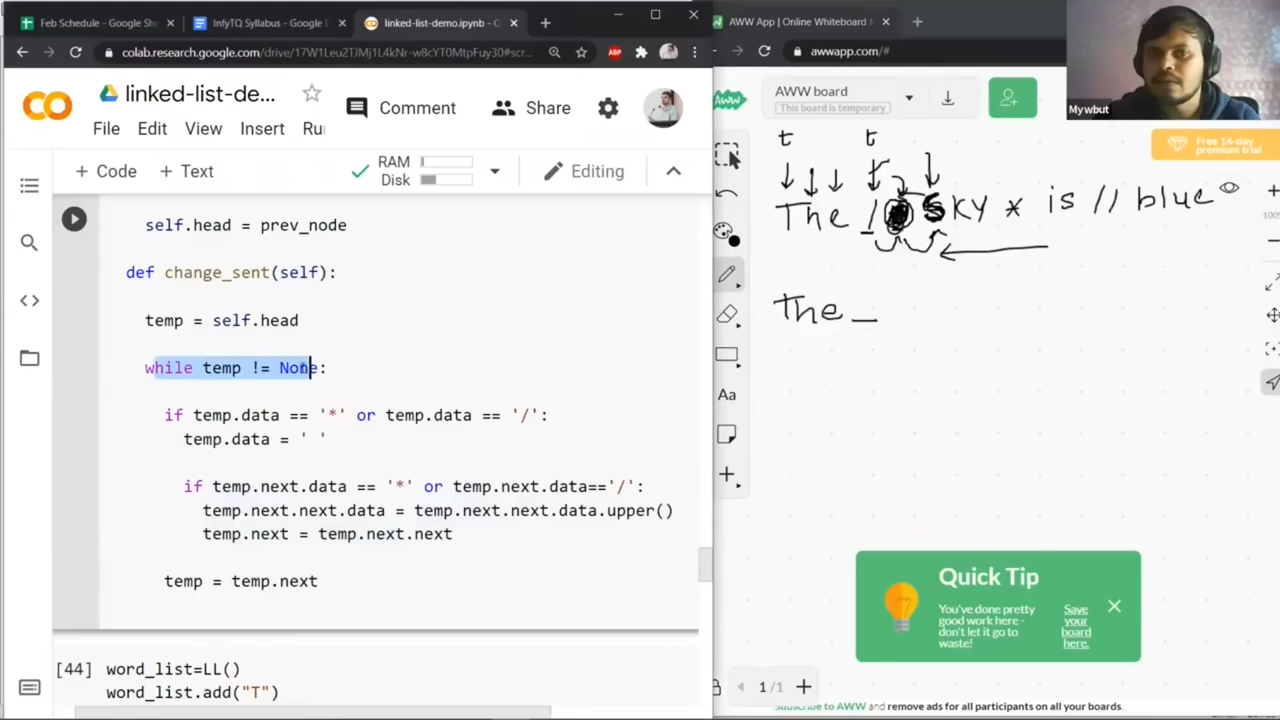 Feb Schedule - Google Sh
InfyTQ Syllabus - Google D
linked-list-demo.ipynb - C
AWW App | Online Whiteboard
colab.research.google.com/drive/17W1Leu2TJMj1L4kNr-w8cYT0MtpFuy30#scr...
awwapp.com/#
linked-list-de...
Comment
Share
File Edit View Insert Ru
+ Code + Text
RAM
Disk
Editing
self.head = prev_node
def change_sent(self):
temp = self.head
while temp != None:
if temp.data == '*' or temp.data == '/':
temp.data = ' '
if temp.next.data == '*' or temp.next.data=='/':
temp.next.next.data = temp.next.next.data.upper()
temp.next = temp.next.next
temp = temp.next
[44] word_list=LL()
word_list.add("T")
AWW
AWW board
This board is temporary
Mywbut
Free 14-day
premium trial
t t
The / Sky * is // blue
The _
Aa
Quick Tip
You've done pretty
good work here -
don't let it go to
waste!
Save
your
board
here.
1/1
Subscribe to AWW and remove ads for all participants on all your boards.